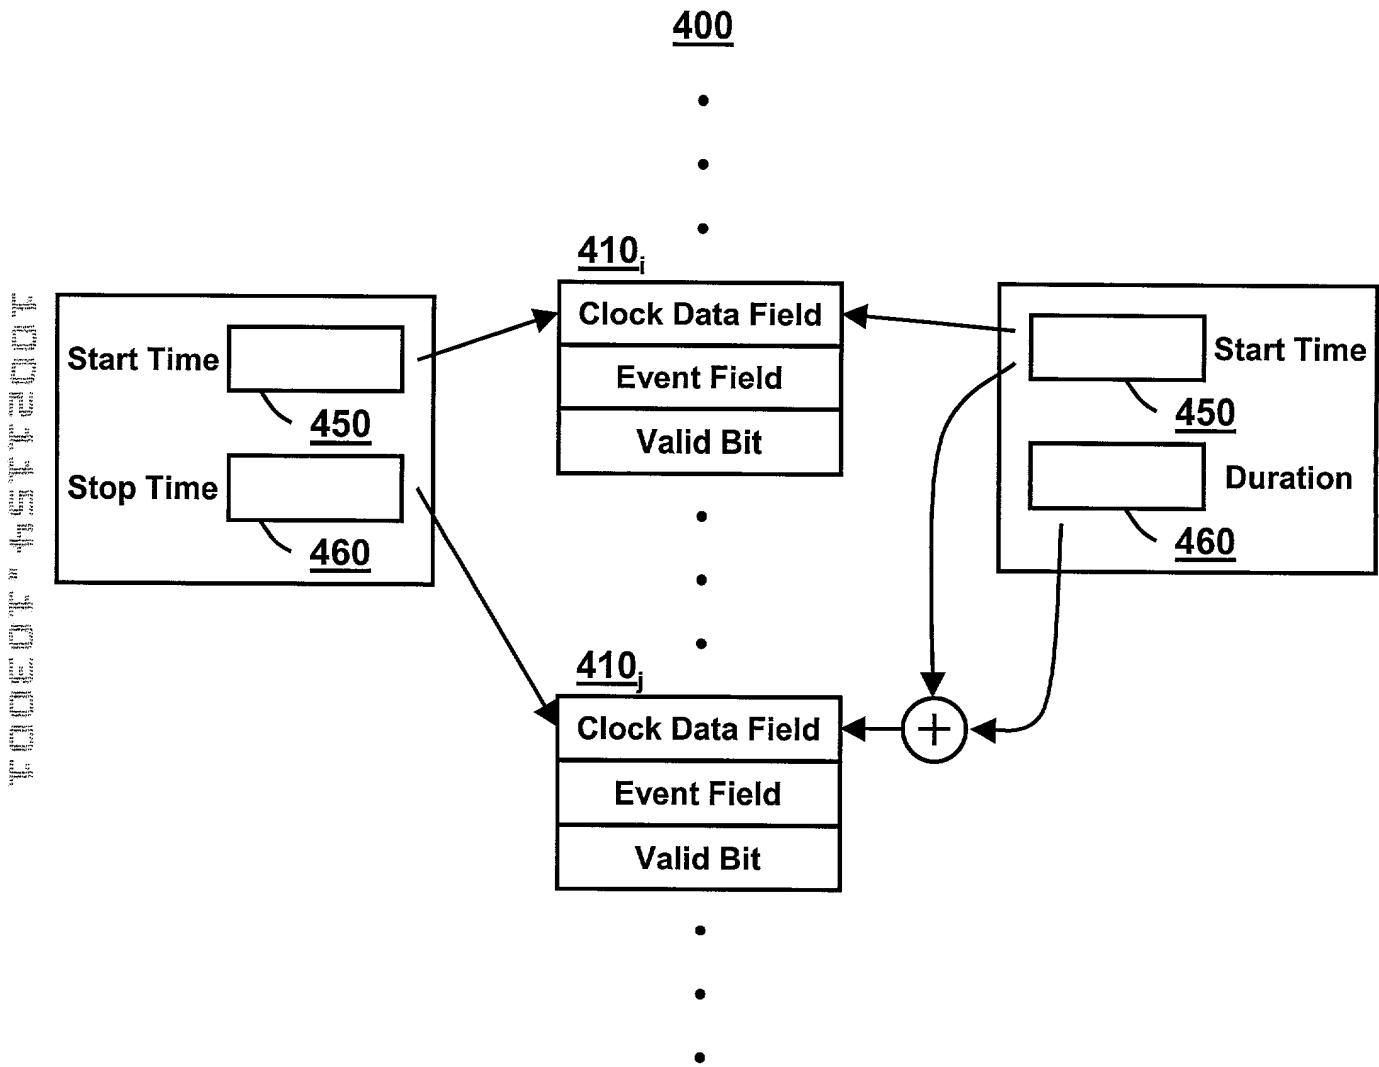 400
410i
Clock Data Field
Event Field
Valid Bit
Start Time
450
Stop Time
460
Start Time
450
Duration
460
410j
Clock Data Field
Event Field
Valid Bit
+